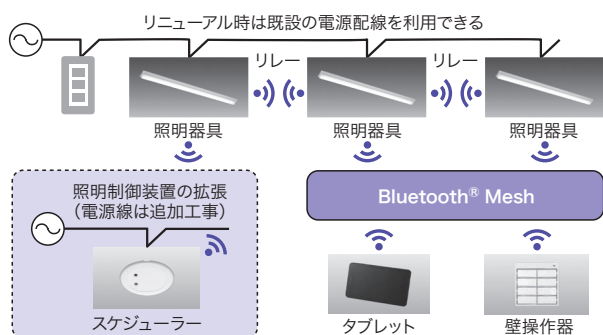 リニューアル時は既設の電源配線を利用できる
リレー
リレー
照明器具
照明器具
照明器具
照明制御装置の拡張
（電源線は追加工事）
Bluetooth® Mesh
スケジューラー
タブレット
壁操作器